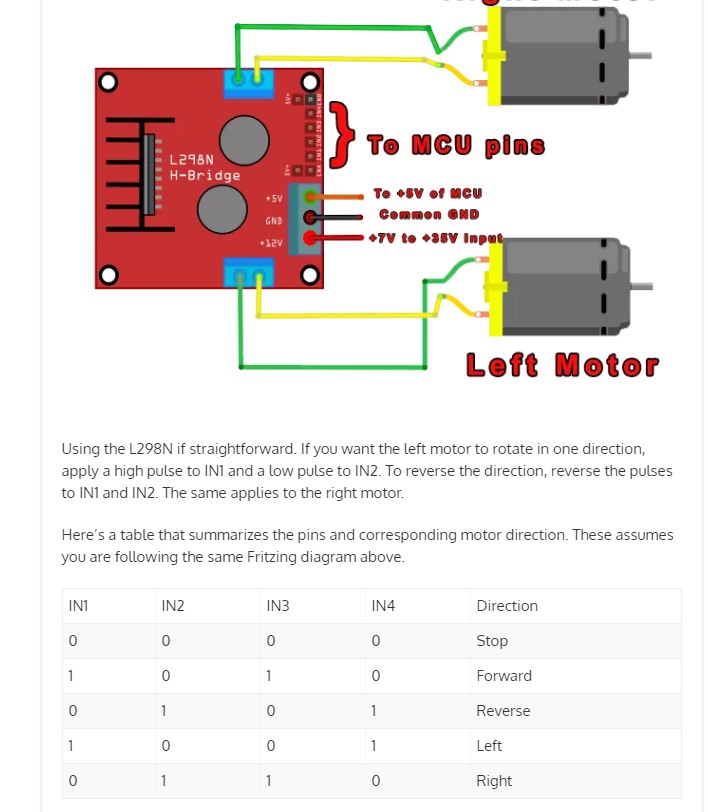 L298N
H-Bridge
5V+
5V+
+5V
GND
+12V
To MCU pins
To +5V of MCU
Common GND
+7V to +35V Input
Left Motor
Using the L298N if straightforward. If you want the left motor to rotate in one direction,
apply a high pulse to IN1 and a low pulse to IN2. To reverse the direction, reverse the pulses
to IN1 and IN2. The same applies to the right motor.
Here's a table that summarizes the pins and corresponding motor direction. These assumes
you are following the same Fritzing diagram above.
IN1 IN2 IN3 IN4 Direction
0 0 0 0 Stop
1 0 1 0 Forward
0 1 0 1 Reverse
1 0 0 1 Left
0 1 1 0 Right